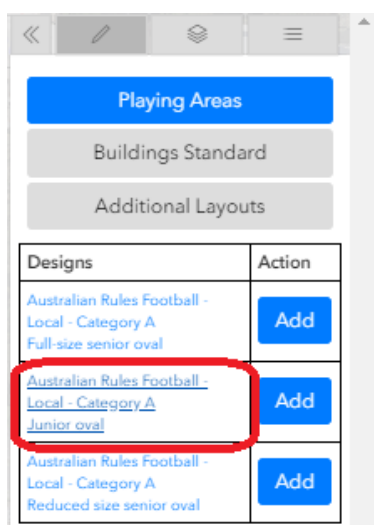 Playing Areas
Buildings Standard
Additional Layouts
Designs
Action
Australian Rules Football -
Local - Category A
Full-size senior oval
Add
Australian Rules Football -
Local - Category A
Junior oval
Add
Australian Rules Football -
Local - Category A
Reduced size senior oval
Add